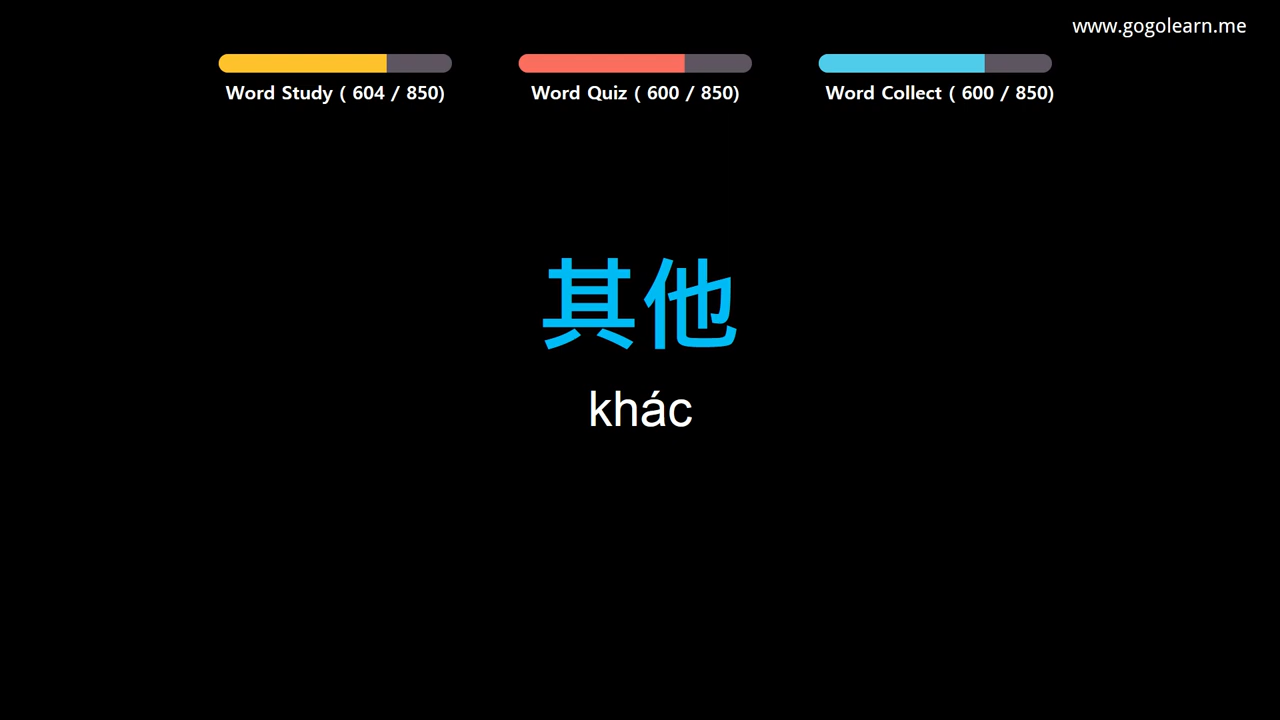 www.gogolearn.me
Word Study ( 604 / 850)
Word Quiz ( 600 / 850)
Word Collect ( 600 / 850)
其他
khác